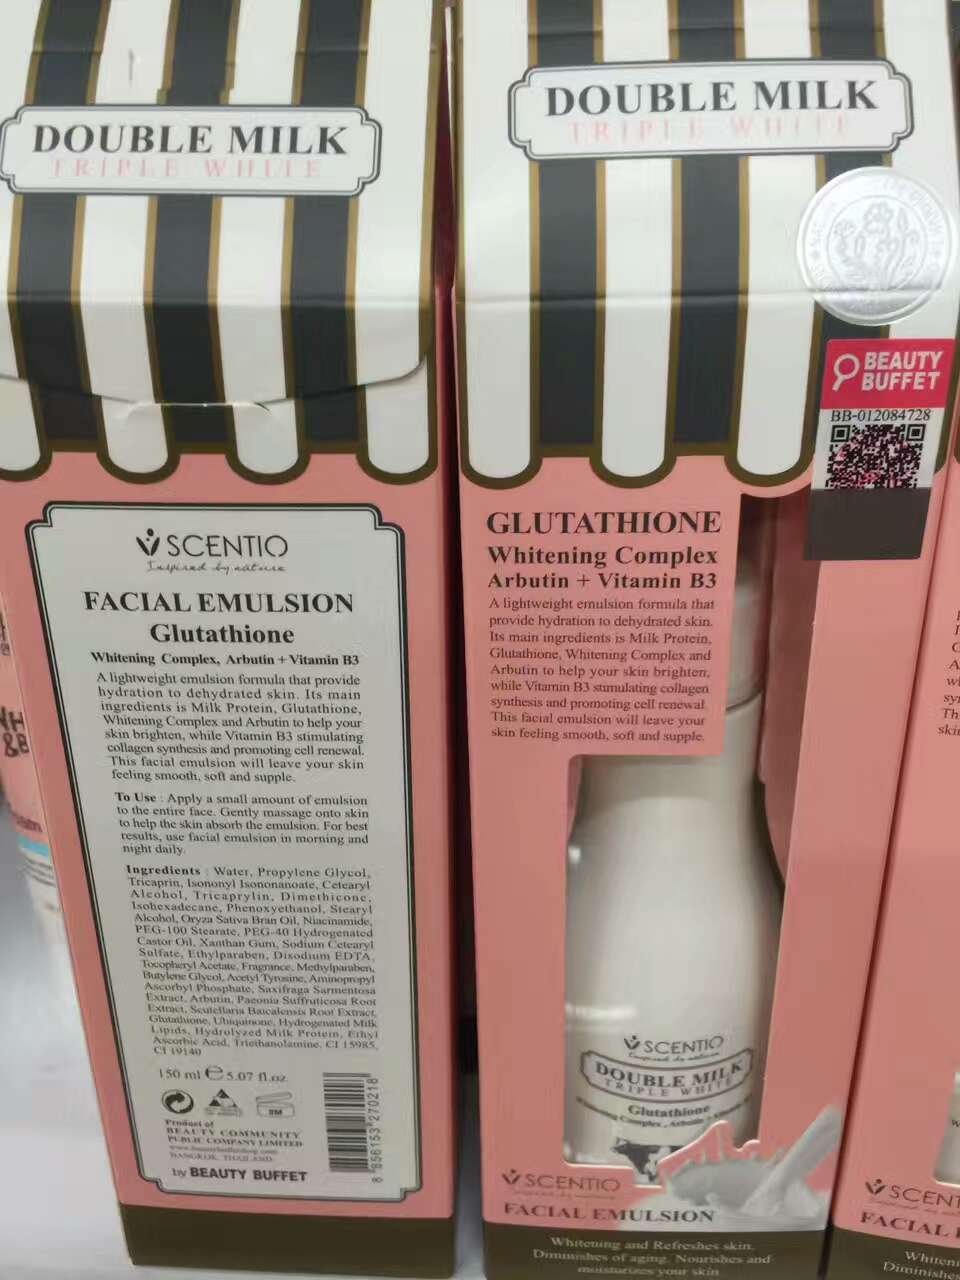 DOUBLE MILK
TRIPLE WHITE
SCENTIO
Inspired by nature
FACIAL EMULSION
Glutathione
Whitening Complex, Arbutin + Vitamin B3
A lightweight emulsion formula that provide
hydration to dehydrated skin. Its main
ingredients is Milk Protein, Glutathione,
Whitening Complex and Arbutin to help your
skin brighten, while Vitamin B3 stimulating
collagen synthesis and promoting cell renewal.
This facial emulsion will leave your skin
feeling smooth, soft and supple.
To Use : Apply a small amount of emulsion
to the entire face. Gently massage onto skin
to help the skin absorb the emulsion. For best
results, use facial emulsion in morning and
night daily.
Ingredients : Water, Propylene Glycol,
Tricaprin, Isononyl Isononanoate, Cetearyl
Alcohol, Tricaprylin, Dimethicone,
Isohexadecane, Phenoxyethanol, Stearyl
Alcohol, Oryza Sativa Bran Oil, Niacinamide,
PEG-100 Stearate, PEG-40 Hydrogenated
Castor Oil, Xanthan Gum, Sodium Cetearyl
Sulfate, Ethylparaben, Disodium EDTA,
Tocopheryl Acetate, Fragrance, Methylparaben,
Butylene Glycol, Acetyl Tyrosine, Aminopropyl
Ascorbyl Phosphate, Saxifraga Sarmentosa
Extract, Arbutin, Paeonia Suffruticosa Root
Extract, Scutellaria Baicalensis Root Extract,
Glutathione, Ubiquinone, Hydrogenated Milk
Lipids, Hydrolyzed Milk Protein, Ethyl
Ascorbic Acid, Triethanolamine, CI 15985,
CI 19140
150 ml ℮ 5.07 fl.oz.
8M
Product of
BEAUTY COMMUNITY
PUBLIC COMPANY LIMITED
www.beautybuffetshop.com
BANGKOK, THAILAND.
by BEAUTY BUFFET
8 856153 270218
DOUBLE MILK
TRIPLE WHITE
BEAUTY
BUFFET
BB-012084728
GLUTATHIONE
Whitening Complex
Arbutin + Vitamin B3
A lightweight emulsion formula that
provide hydration to dehydrated skin.
Its main ingredients is Milk Protein,
Glutathione, Whitening Complex and
Arbutin to help your skin brighten,
while Vitamin B3 stimulating collagen
synthesis and promoting cell renewal.
This facial emulsion will leave your
skin feeling smooth, soft and supple.
SCENTIO
Inspired by nature
DOUBLE MILK
TRIPLE WHITE
Glutathione
SCENTIO
FACIAL EMULSION
Whitening and Refreshes skin.
Diminishes of aging. Nourishes and
moisturizes your skin
SCENT
FACIAL
Whiteni
Diminishe